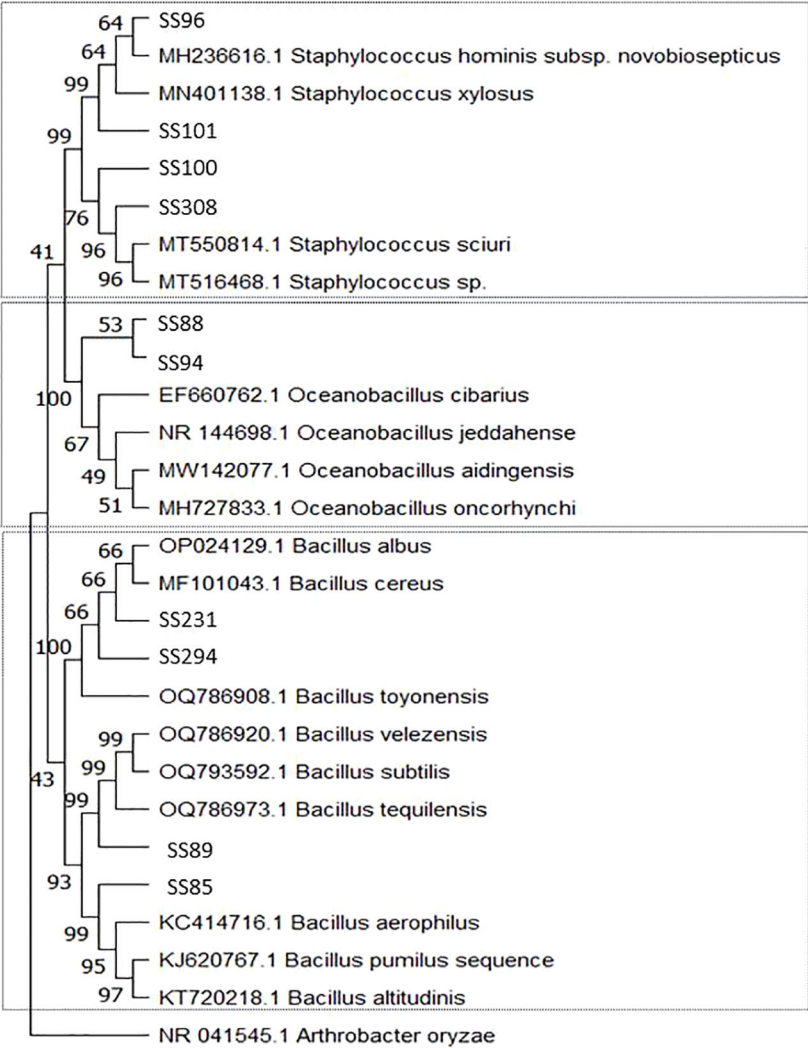 64 SS96
64 MH236616.1 Staphylococcus hominis subsp. novobiosepticus
99 MN401138.1 Staphylococcus xylosus
99 SS101
SS100
76 SS308
41 96 MT550814.1 Staphylococcus sciuri
96 MT516468.1 Staphylococcus sp.
53 SS88
SS94
100 EF660762.1 Oceanobacillus cibarius
67 NR 144698.1 Oceanobacillus jeddahense
49 MW142077.1 Oceanobacillus aidingensis
51 MH727833.1 Oceanobacillus oncorhynchi
66 OP024129.1 Bacillus albus
66 MF101043.1 Bacillus cereus
66 SS231
100 SS294
OQ786908.1 Bacillus toyonensis
99 OQ786920.1 Bacillus velezensis
43 99 OQ793592.1 Bacillus subtilis
99 OQ786973.1 Bacillus tequilensis
SS89
93 SS85
99 KC414716.1 Bacillus aerophilus
95 KJ620767.1 Bacillus pumilus sequence
97 KT720218.1 Bacillus altitudinis
NR 041545.1 Arthrobacter oryzae